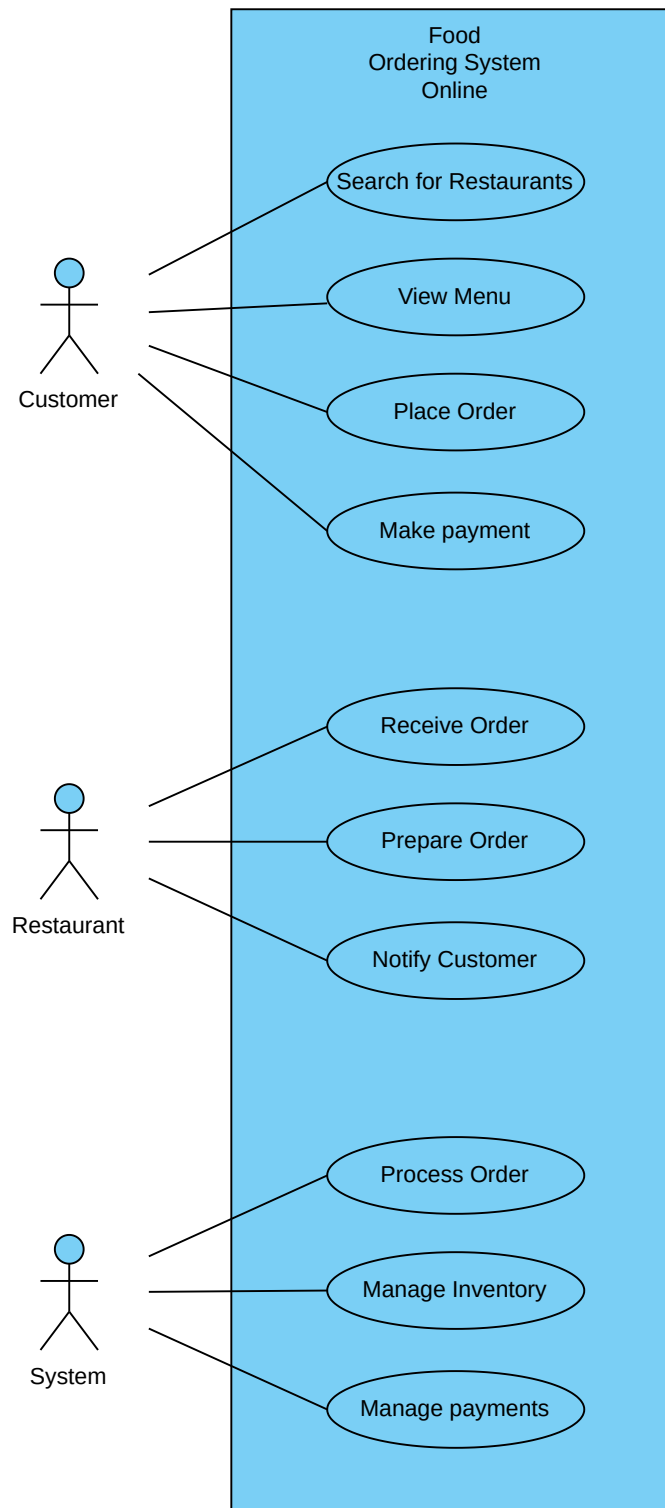 Food
Ordering System
Online
Search for Restaurants
View Menu
Place Order
Customer
Make payment
Receive Order
Prepare Order
Restaurant
Notify Customer
Process Order
Manage Inventory
System
Manage payments